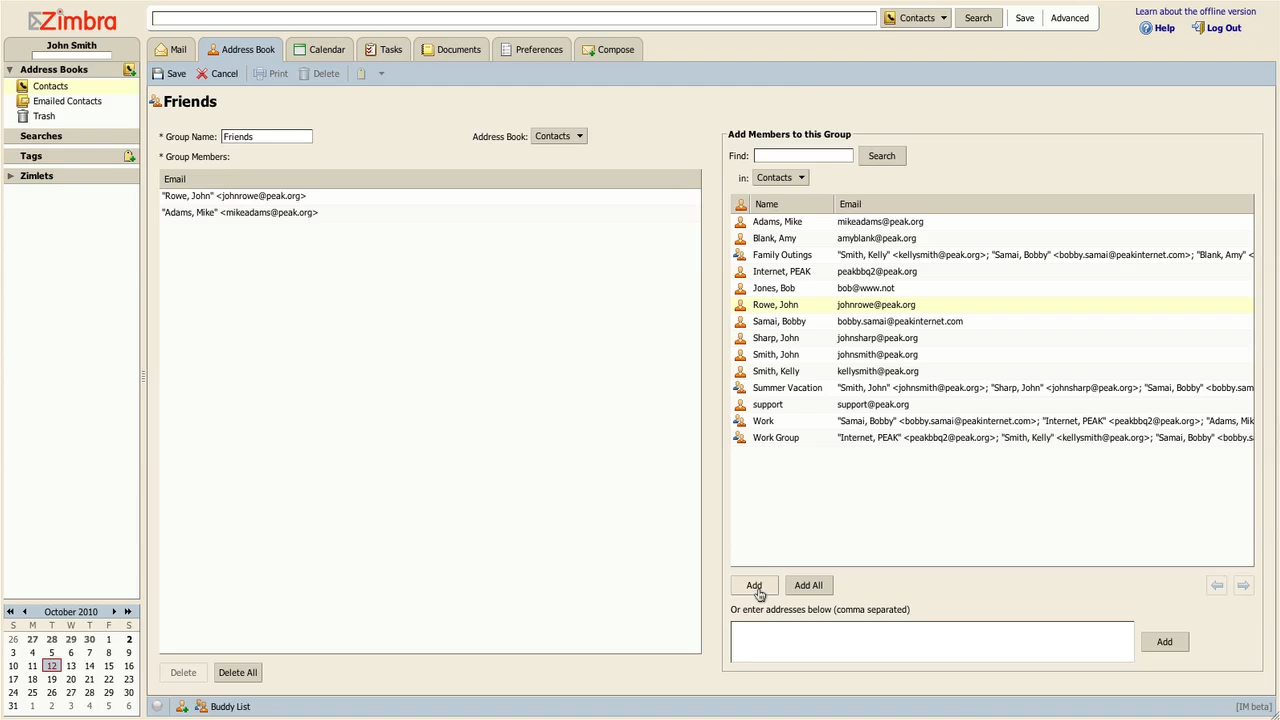 Zimbra
Contacts
Search
Save
Advanced
Learn about the offline version
Help
Log Out
John Smith
Mail
Address Book
Calendar
Tasks
Documents
Preferences
Compose
Address Books
Contacts
Emailed Contacts
Trash
Searches
Tags
Zimlets
Save
Cancel
Print
Delete
Friends
* Group Name: Friends
Address Book: Contacts
* Group Members:
Email
"Rowe, John" <johnrowe@peak.org>
"Adams, Mike" <mikeadams@peak.org>
Delete
Delete All
Add Members to this Group
Find:
Search
in: Contacts
Name Email
Adams, Mike mikeadams@peak.org
Blank, Amy amyblank@peak.org
Family Outings "Smith, Kelly" <kellysmith@peak.org>; "Samai, Bobby" <bobby.samai@peakinternet.com>; "Blank, Amy" <
Internet, PEAK peakbbq2@peak.org
Jones, Bob bob@www.not
Rowe, John johnrowe@peak.org
Samai, Bobby bobby.samai@peakinternet.com
Sharp, John johnsharp@peak.org
Smith, John johnsmith@peak.org
Smith, Kelly kellysmith@peak.org
Summer Vacation "Smith, John" <johnsmith@peak.org>; "Sharp, John" <johnsharp@peak.org>; "Samai, Bobby" <bobby.sam
support support@peak.org
Work "Samai, Bobby" <bobby.samai@peakinternet.com>; "Internet, PEAK" <peakbbq2@peak.org>; "Adams, Mik
Work Group "Internet, PEAK" <peakbbq2@peak.org>; "Smith, Kelly" <kellysmith@peak.org>; "Samai, Bobby" <bobby.s
Add
Add All
Or enter addresses below (comma separated)
Add
October 2010
S M T W T F S
26 27 28 29 30 1 2
3 4 5 6 7 8 9
10 11 12 13 14 15 16
17 18 19 20 21 22 23
24 25 26 27 28 29 30
31 1 2 3 4 5 6
Buddy List
[IM beta]